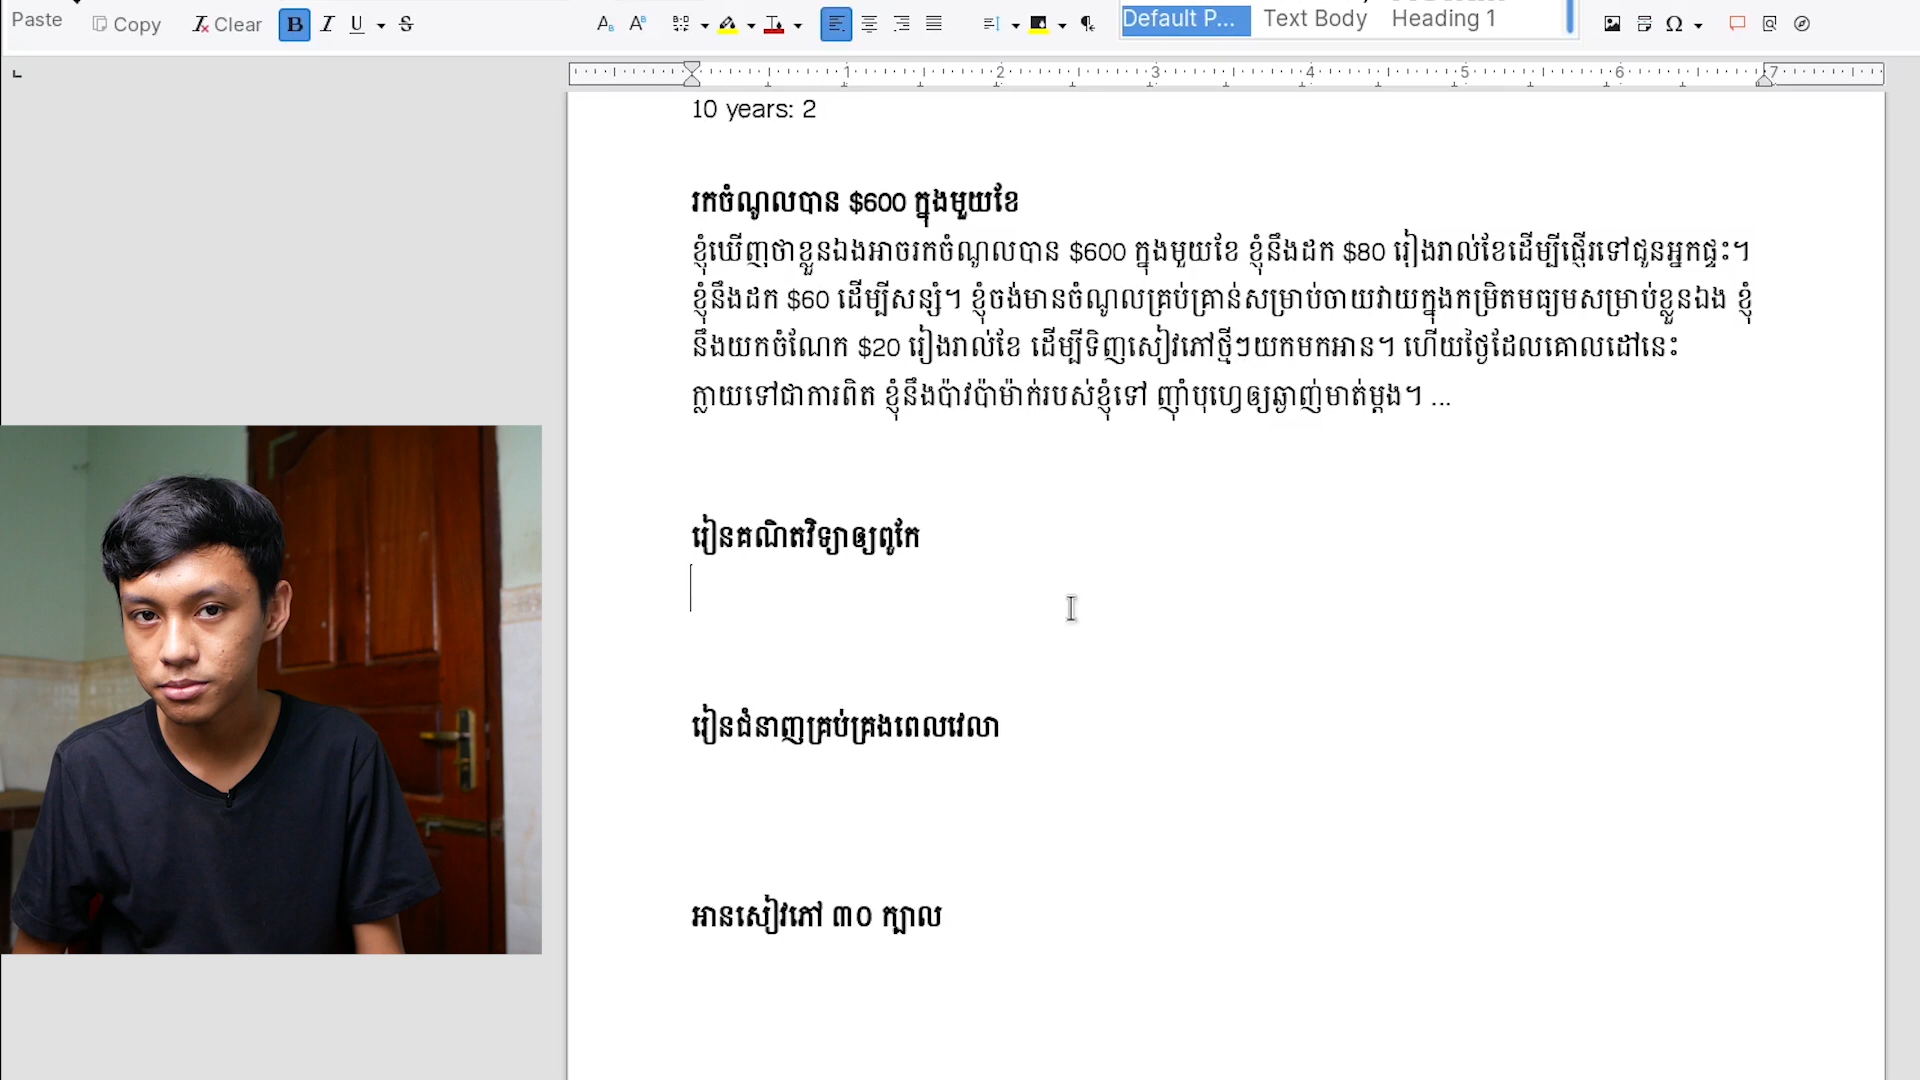 Paste
Copy
Clear
Default P...
Text Body
Heading 1
1 2 3 4 5 6 7
10 years: 2
រកចំណូលបាន $600 ក្នុងមួយខែ
ខ្ញុំឃើញថាខ្លួនឯងអាចរកចំណូលបាន $600 ក្នុងមួយខែ ខ្ញុំនឹងដក $80 រៀងរាល់ខែដើម្បីផ្ញើរទៅជូនអ្នកផ្ទះ។
ខ្ញុំនឹងដក $60 ដើម្បីសន្សំ។ ខ្ញុំចង់មានចំណូលគ្រប់គ្រាន់សម្រាប់ចាយវាយក្នុងកម្រិតមធ្យមសម្រាប់ខ្លួនឯង ខ្ញុំ
នឹងយកចំណែក $20 រៀងរាល់ខែ ដើម្បីទិញសៀវភៅថ្មីៗយកមកអាន។ ហើយថ្ងៃដែលគោលដៅនេះ
ក្លាយទៅជាការពិត ខ្ញុំនឹងប៉ាវប៉ាម៉ាក់របស់ខ្ញុំទៅ ញ៉ាំបុហ្វេឲ្យឆ្ងាញ់មាត់ម្ដង។ ...
រៀនគណិតវិទ្យាឲ្យពូកែ
រៀនជំនាញគ្រប់គ្រងពេលវេលា
អានសៀវភៅ ៣០ ក្បាល